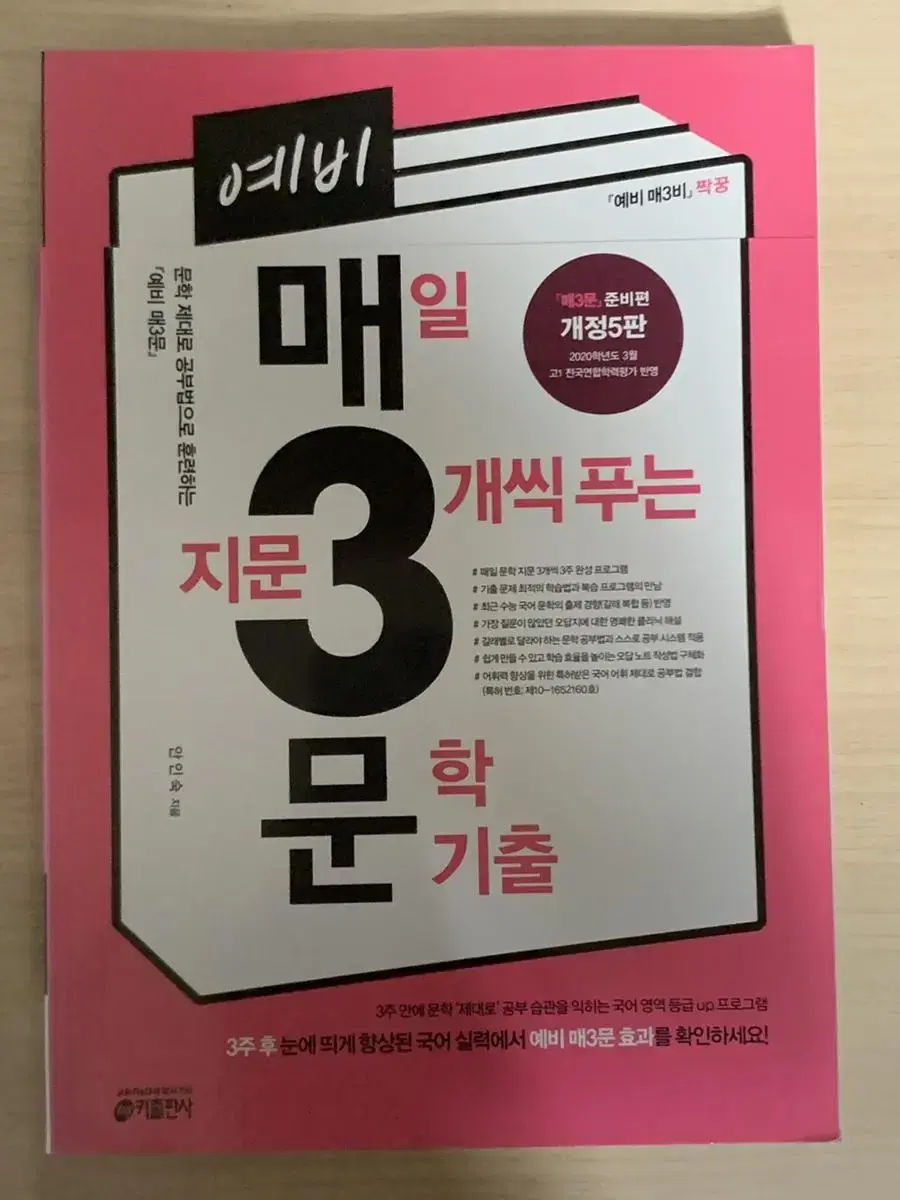 예비
『예비 매3비』 짝꿍
문학 제대로 공부법으로 훈련하는
『예비 매3문』
매일
『매3문』 준비편
개정5판
2020학년도 3월
고1 전국연합학력평가 반영
지문 3개씩 푸는
# 매일 문학 지문 3개씩 3주 완성 프로그램
# 기출 문제 최적의 학습법과 복습 프로그램의 만남
# 최근 수능 국어 문학의 출제 경향(갈래 복합 등) 반영
# 가장 질문이 많았던 오답지에 대한 명쾌한 클리닉 해설
# 갈래별로 달라야 하는 문학 공부법과 스스로 공부 시스템 적용
# 쉽게 만들 수 있고 학습 효율을 높이는 오답 노트 작성법 구체화
# 어휘력 향상을 위한 특허받은 국어 어휘 제대로 공부법 결합
(특허 번호: 제10-1652160호)
안인숙 지음
문학
기출
3주 만에 문학 '제대로' 공부 습관을 익히는 국어 영역 등급 up 프로그램
3주 후 눈에 띄게 향상된 국어 실력에서 예비 매3문 효과를 확인하세요!
키출판사